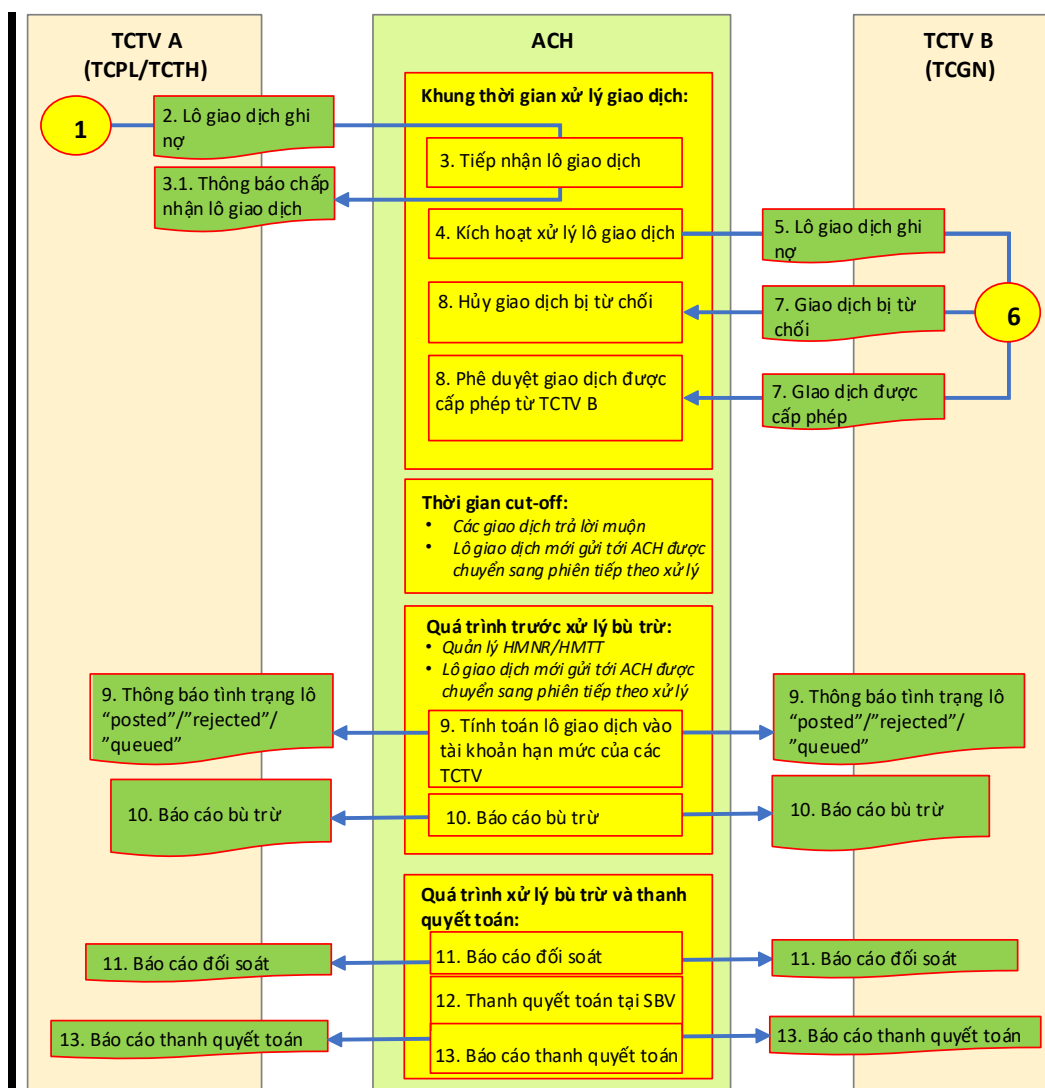 TCTV A
(TCPL/TCTH)
ACH
TCTV B
(TCGN)
Khung thời gian xử lý giao dịch:
1
2. Lô giao dịch ghi
nợ
3. Tiếp nhận lô giao dịch
3.1. Thông báo chấp
nhận lô giao dịch
4. Kích hoạt xử lý lô giao dịch
5. Lô giao dịch ghi
nợ
8. Hủy giao dịch bị từ chối
7. Giao dịch bị từ
chối
6
8. Phê duyệt giao dịch được
cấp phép từ TCTV B
7. GIao dịch được
cấp phép
Thời gian cut-off:
• Các giao dịch trả lời muộn
• Lô giao dịch mới gửi tới ACH được
chuyển sang phiên tiếp theo xử lý
Quá trình trước xử lý bù trừ:
• Quản lý HMNR/HMTT
• Lô giao dịch mới gửi tới ACH được
chuyển sang phiên tiếp theo xử lý
9. Thông báo tình trạng lô
“posted”/”rejected”/
”queued”
9. Tính toán lô giao dịch vào
tài khoản hạn mức của các
TCTV
9. Thông báo tình trạng lô
“posted”/”rejected”/
”queued”
10. Báo cáo bù trừ
10. Báo cáo bù trừ
10. Báo cáo bù trừ
Quá trình xử lý bù trừ và thanh
quyết toán:
11. Báo cáo đối soát
11. Báo cáo đối soát
11. Báo cáo đối soát
12. Thanh quyết toán tại SBV
13. Báo cáo thanh quyết toán
13. Báo cáo thanh quyết toán
13. Báo cáo thanh quyết toán